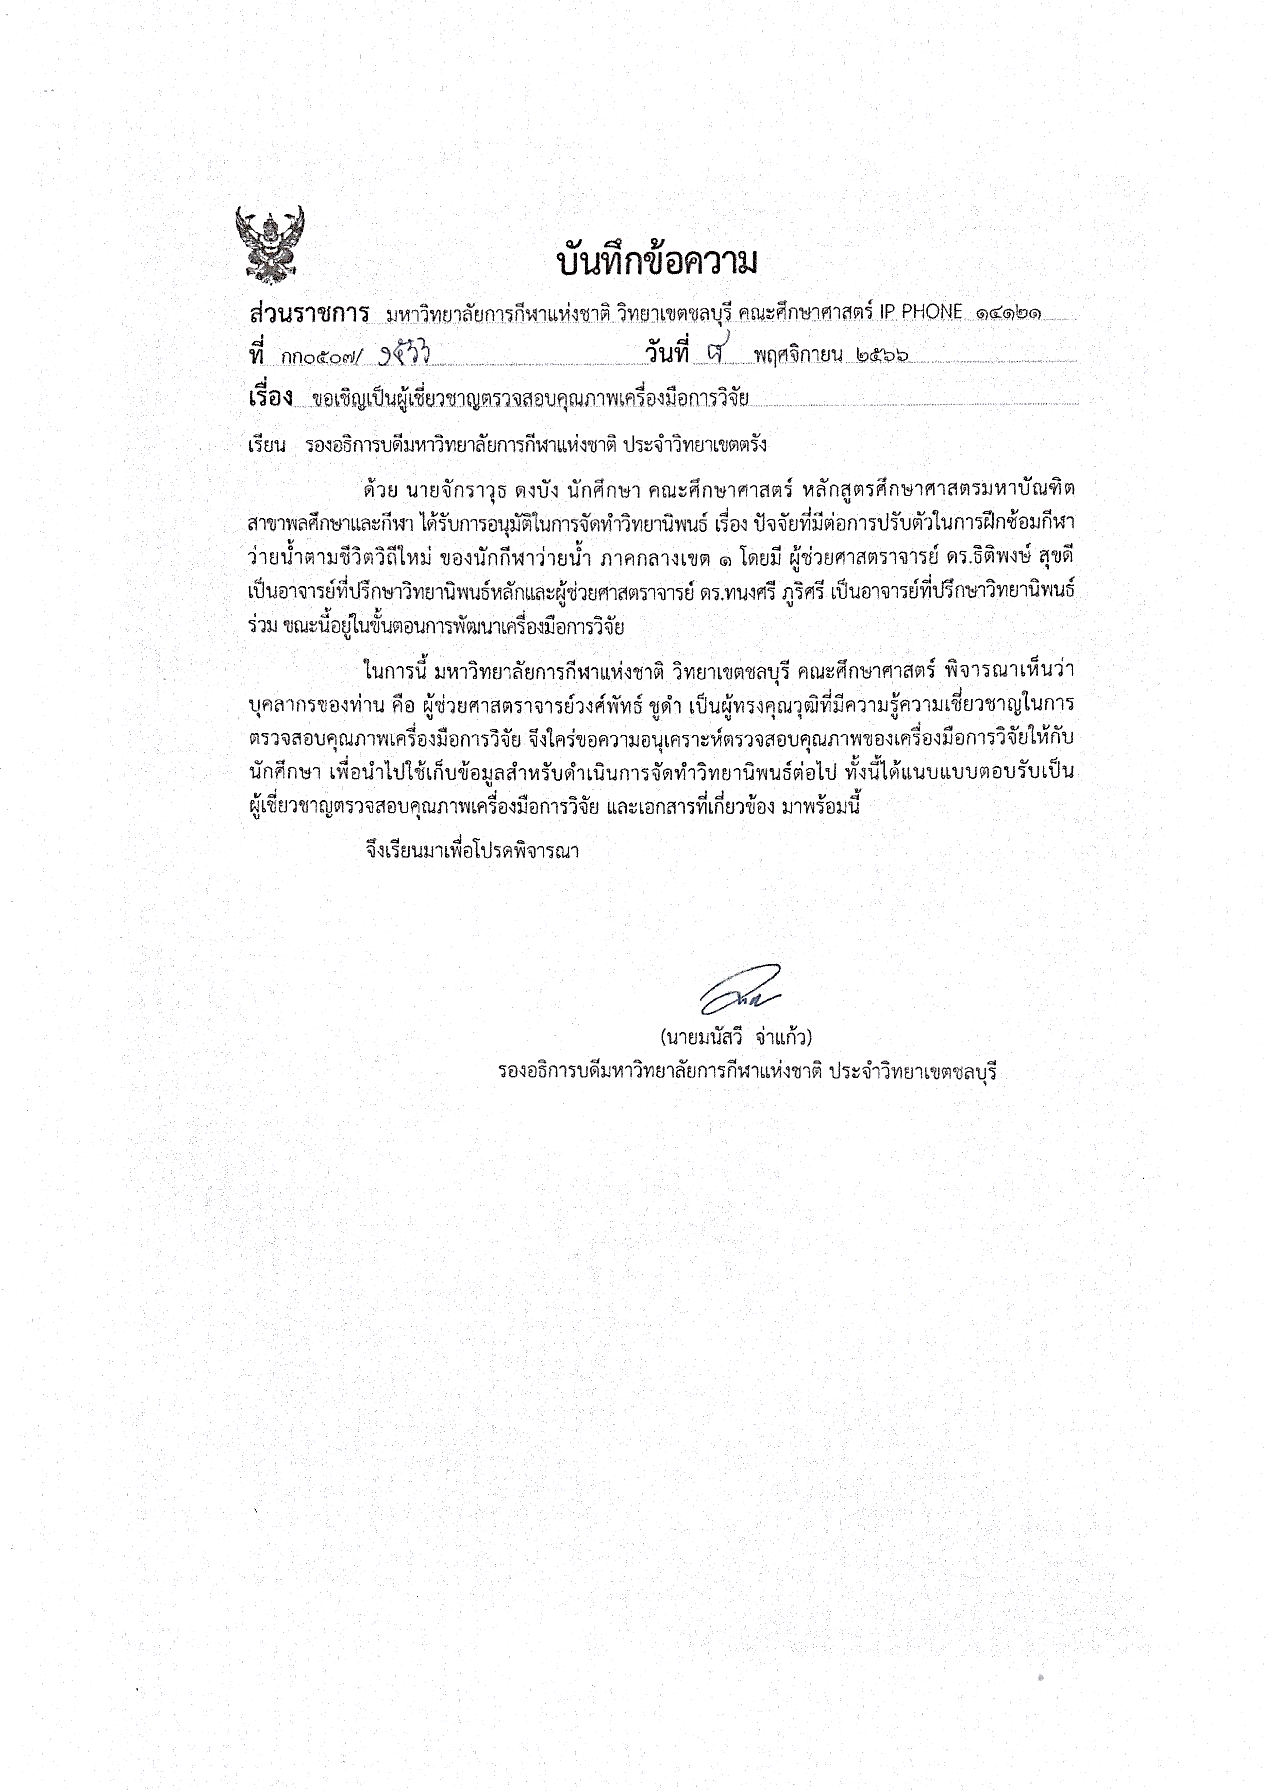 บันทึกข้อความ
ส่วนราชการ มหาวิทยาลัยการกีฬาแห่งชาติ วิทยาเขตชลบุรี คณะศึกษาศาสตร์ IP PHONE ๑๔๑๒๑
ที่ กก๐๕๐๗/ วันที่ ๘ พฤศจิกายน ๒๕๖๖
เรื่อง ขอเชิญเป็นผู้เชี่ยวชาญตรวจสอบคุณภาพเครื่องมือการวิจัย
เรียน รองอธิการบดีมหาวิทยาลัยการกีฬาแห่งชาติ ประจำวิทยาเขตตรัง
ด้วย นายจักราวุธ ดงบัง นักศึกษา คณะศึกษาศาสตร์ หลักสูตรศึกษาศาสตรมหาบัณฑิต
สาขาพลศึกษาและกีฬา ได้รับการอนุมัติในการจัดทำวิทยานิพนธ์ เรื่อง ปัจจัยที่มีต่อการปรับตัวในการฝึกซ้อมกีฬา
ว่ายน้ำตามชีวิตวิถีใหม่ ของนักกีฬาว่ายน้ำ ภาคกลางเขต ๑ โดยมี ผู้ช่วยศาสตราจารย์ ดร.ธิติพงษ์ สุขดี
เป็นอาจารย์ที่ปรึกษาวิทยานิพนธ์หลักและผู้ช่วยศาสตราจารย์ ดร.ทนงศรี ภูริศรี เป็นอาจารย์ที่ปรึกษาวิทยานิพนธ์
ร่วม ขณะนี้อยู่ในขั้นตอนการพัฒนาเครื่องมือการวิจัย
ในการนี้ มหาวิทยาลัยการกีฬาแห่งชาติ วิทยาเขตชลบุรี คณะศึกษาศาสตร์ พิจารณาเห็นว่า
บุคลากรของท่าน คือ ผู้ช่วยศาสตราจารย์วงศ์พัทธ์ ชูดำ เป็นผู้ทรงคุณวุฒิที่มีความรู้ความเชี่ยวชาญในการ
ตรวจสอบคุณภาพเครื่องมือการวิจัย จึงใคร่ขอความอนุเคราะห์ตรวจสอบคุณภาพของเครื่องมือการวิจัยให้กับ
นักศึกษา เพื่อนำไปใช้เก็บข้อมูลสำหรับดำเนินการจัดทำวิทยานิพนธ์ต่อไป ทั้งนี้ได้แนบแบบตอบรับเป็น
ผู้เชี่ยวชาญตรวจสอบคุณภาพเครื่องมือการวิจัย และเอกสารที่เกี่ยวข้อง มาพร้อมนี้
จึงเรียนมาเพื่อโปรดพิจารณา
(นายมนัสวี จ่าแก้ว)
รองอธิการบดีมหาวิทยาลัยการกีฬาแห่งชาติ ประจำวิทยาเขตชลบุรี